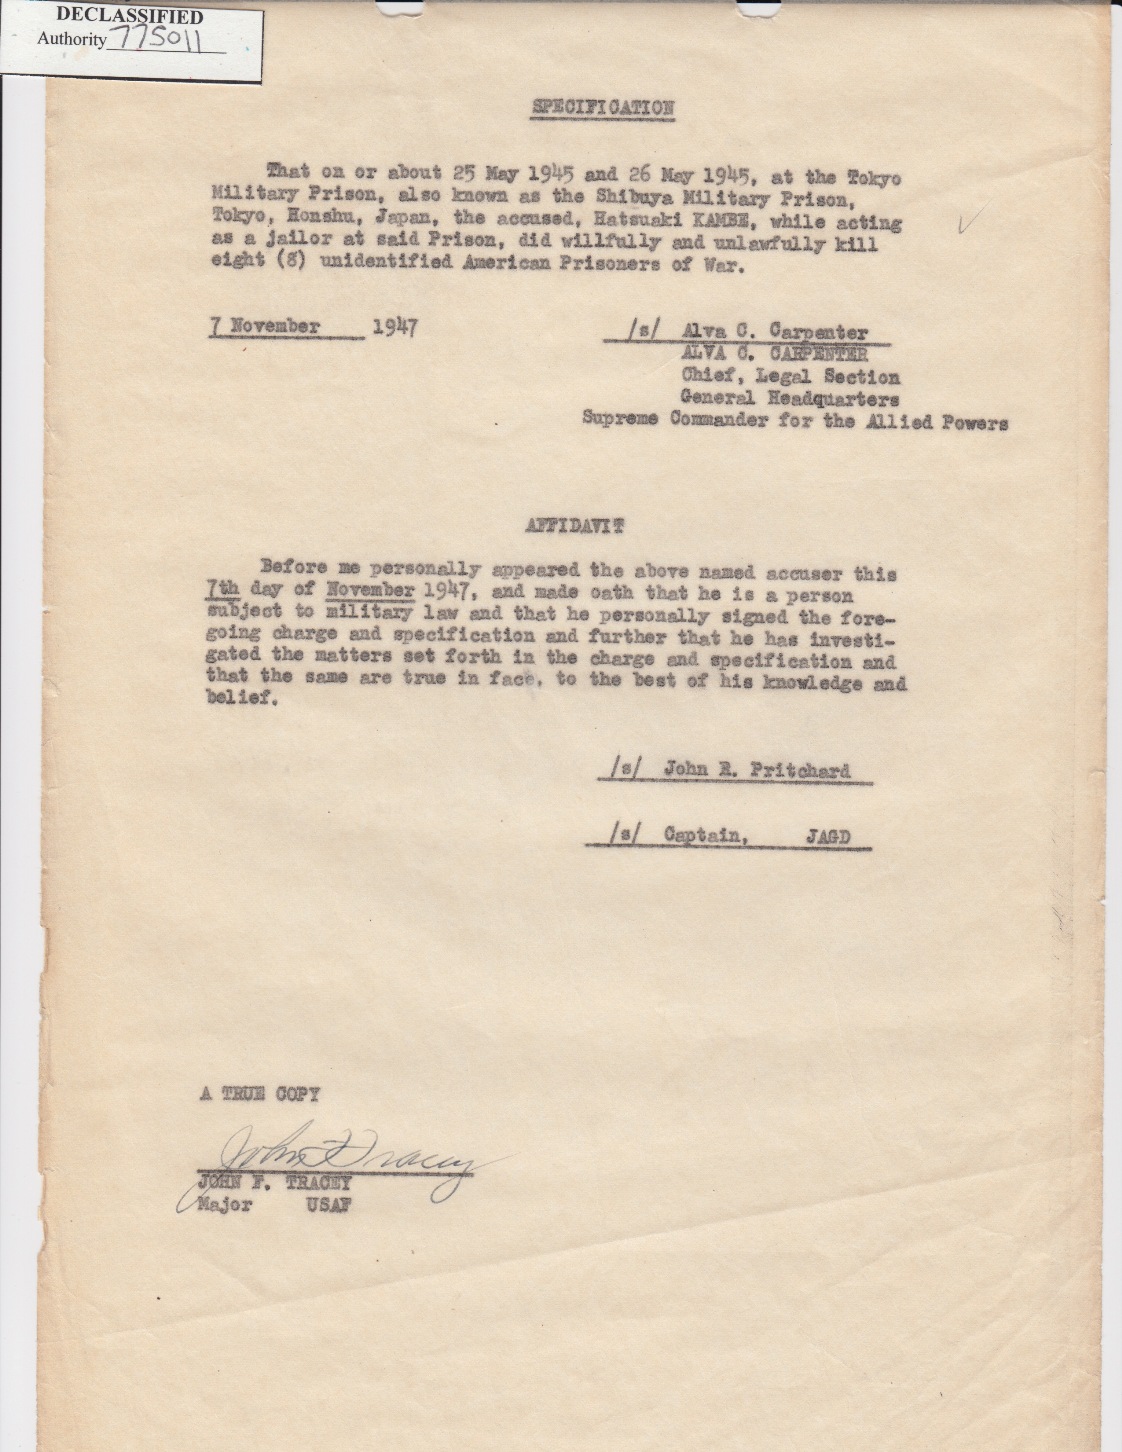 DECLASSIFIED
Authority 775011
SPECIFICATION
That on or about 25 May 1945 and 26 May 1945, at the Tokyo
Military Prison, also known as the Shibuya Military Prison,
Tokyo, Honshu, Japan, the accused, Hatsuaki KAMBE, while acting
as a jailor at said Prison, did willfully and unlawfully kill
eight (8) unidentified American Prisoners of War.
7 November 1947
/s/ Alva C. Carpenter
ALVA C. CARPENTER
Chief, Legal Section
General Headquarters
Supreme Commander for the Allied Powers
AFFIDAVIT
Before me personally appeared the above named accuser this
7th day of November 1947, and made oath that he is a person
subject to military law and that he personally signed the fore-
going charge and specification and further that he has investi-
gated the matters set forth in the charge and specification and
that the same are true in face, to the best of his knowledge and
belief.
/s/ John R. Pritchard
/s/ Captain, JAGD
A TRUE COPY
John F Tracey
JOHN F. TRACEY
Major USAF